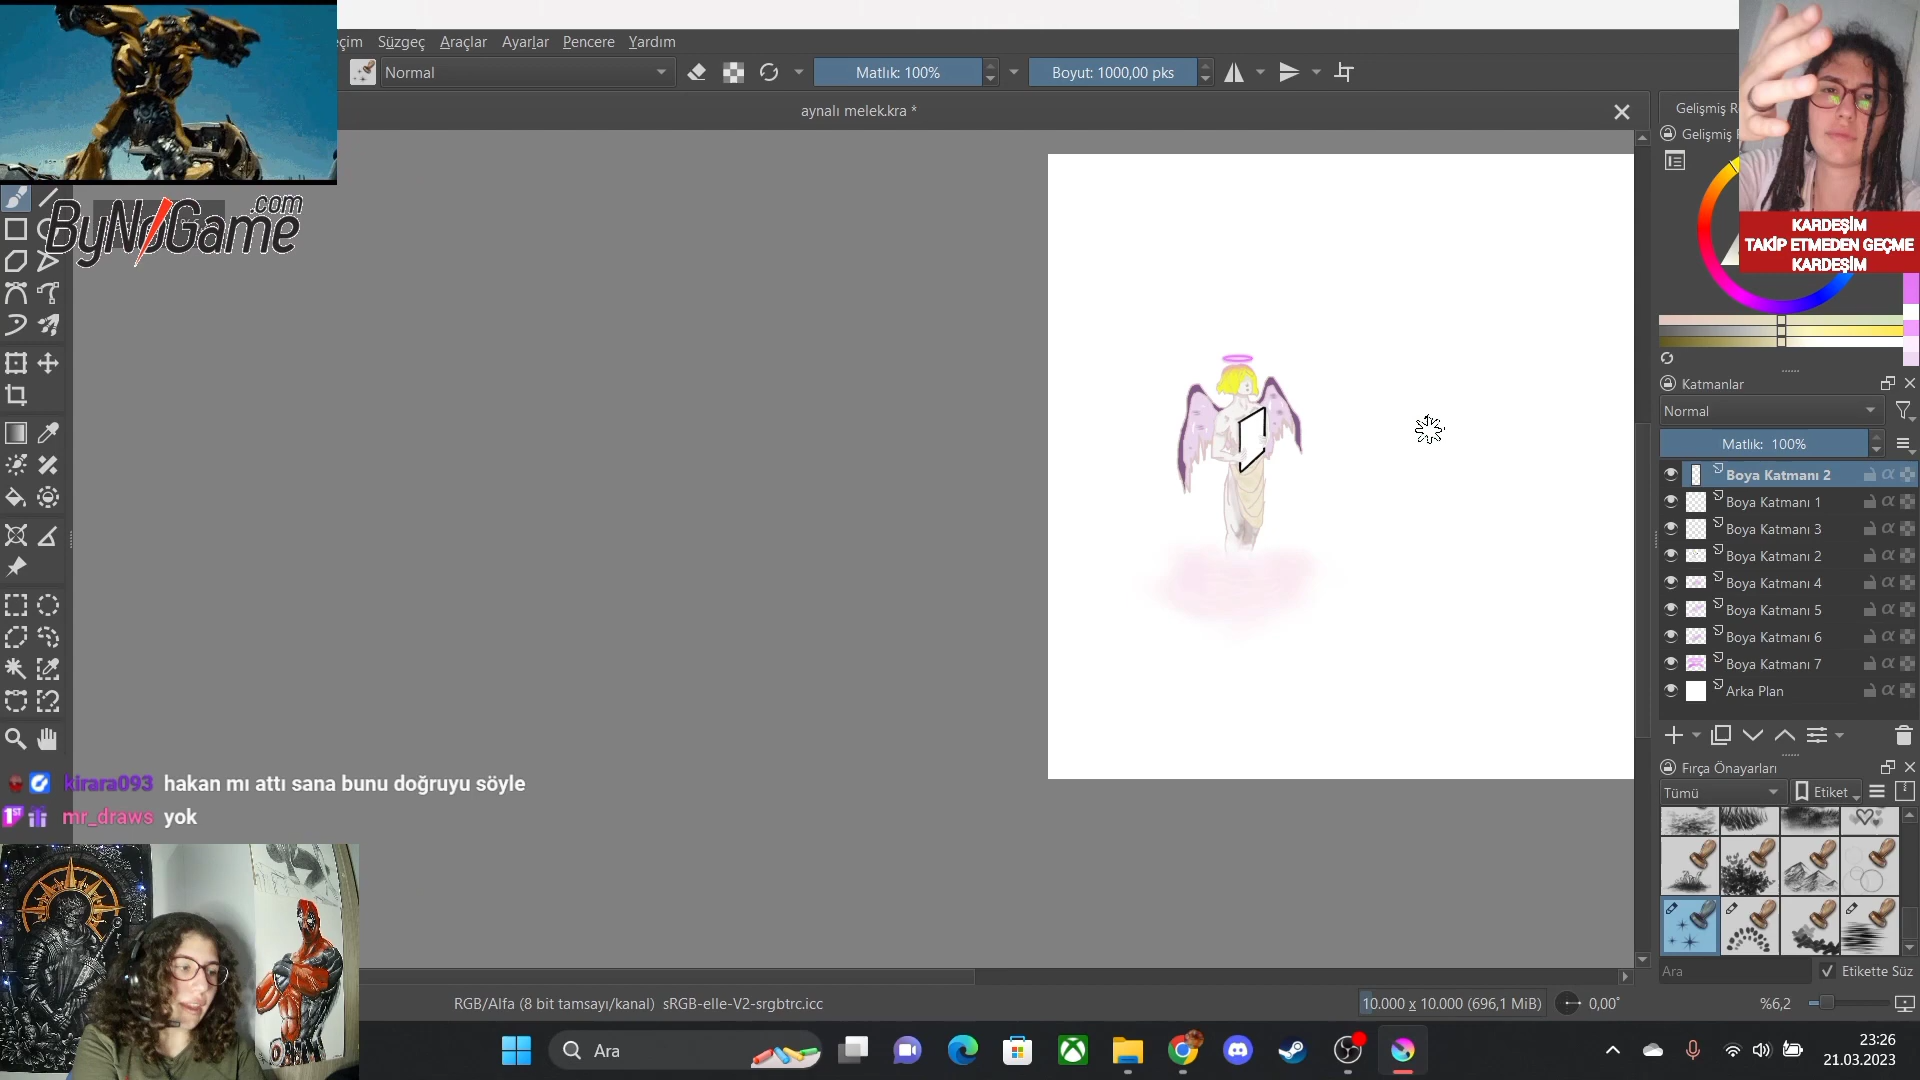 eçim Süzgeç Araçlar Ayarlar Pencere Yardım
Normal
Matlık: 100%
Boyut: 1000,00 pks
aynalı melek.kra *
Gelişmiş R
Gelişmiş
ByNoGame
.com
KARDEŞİM
TAKİP ETMEDEN GEÇME
KARDEŞİM
Katmanlar
Normal
Matlık: 100%
Boya Katmanı 2
Boya Katmanı 1
Boya Katmanı 3
Boya Katmanı 2
Boya Katmanı 4
Boya Katmanı 5
Boya Katmanı 6
Boya Katmanı 7
Arka Plan
Fırça Önayarları
Tümü
Etiket
Ara
Etikette Süz
kirara093 hakan mı attı sana bunu doğruyu söyle
1ST mr_draws yok
RGB/Alfa (8 bit tamsayı/kanal) sRGB-elle-V2-srgbtrc.icc
10.000 x 10.000 (696,1 MiB)
0,00°
%6,2
Ara
23:26
21.03.2023